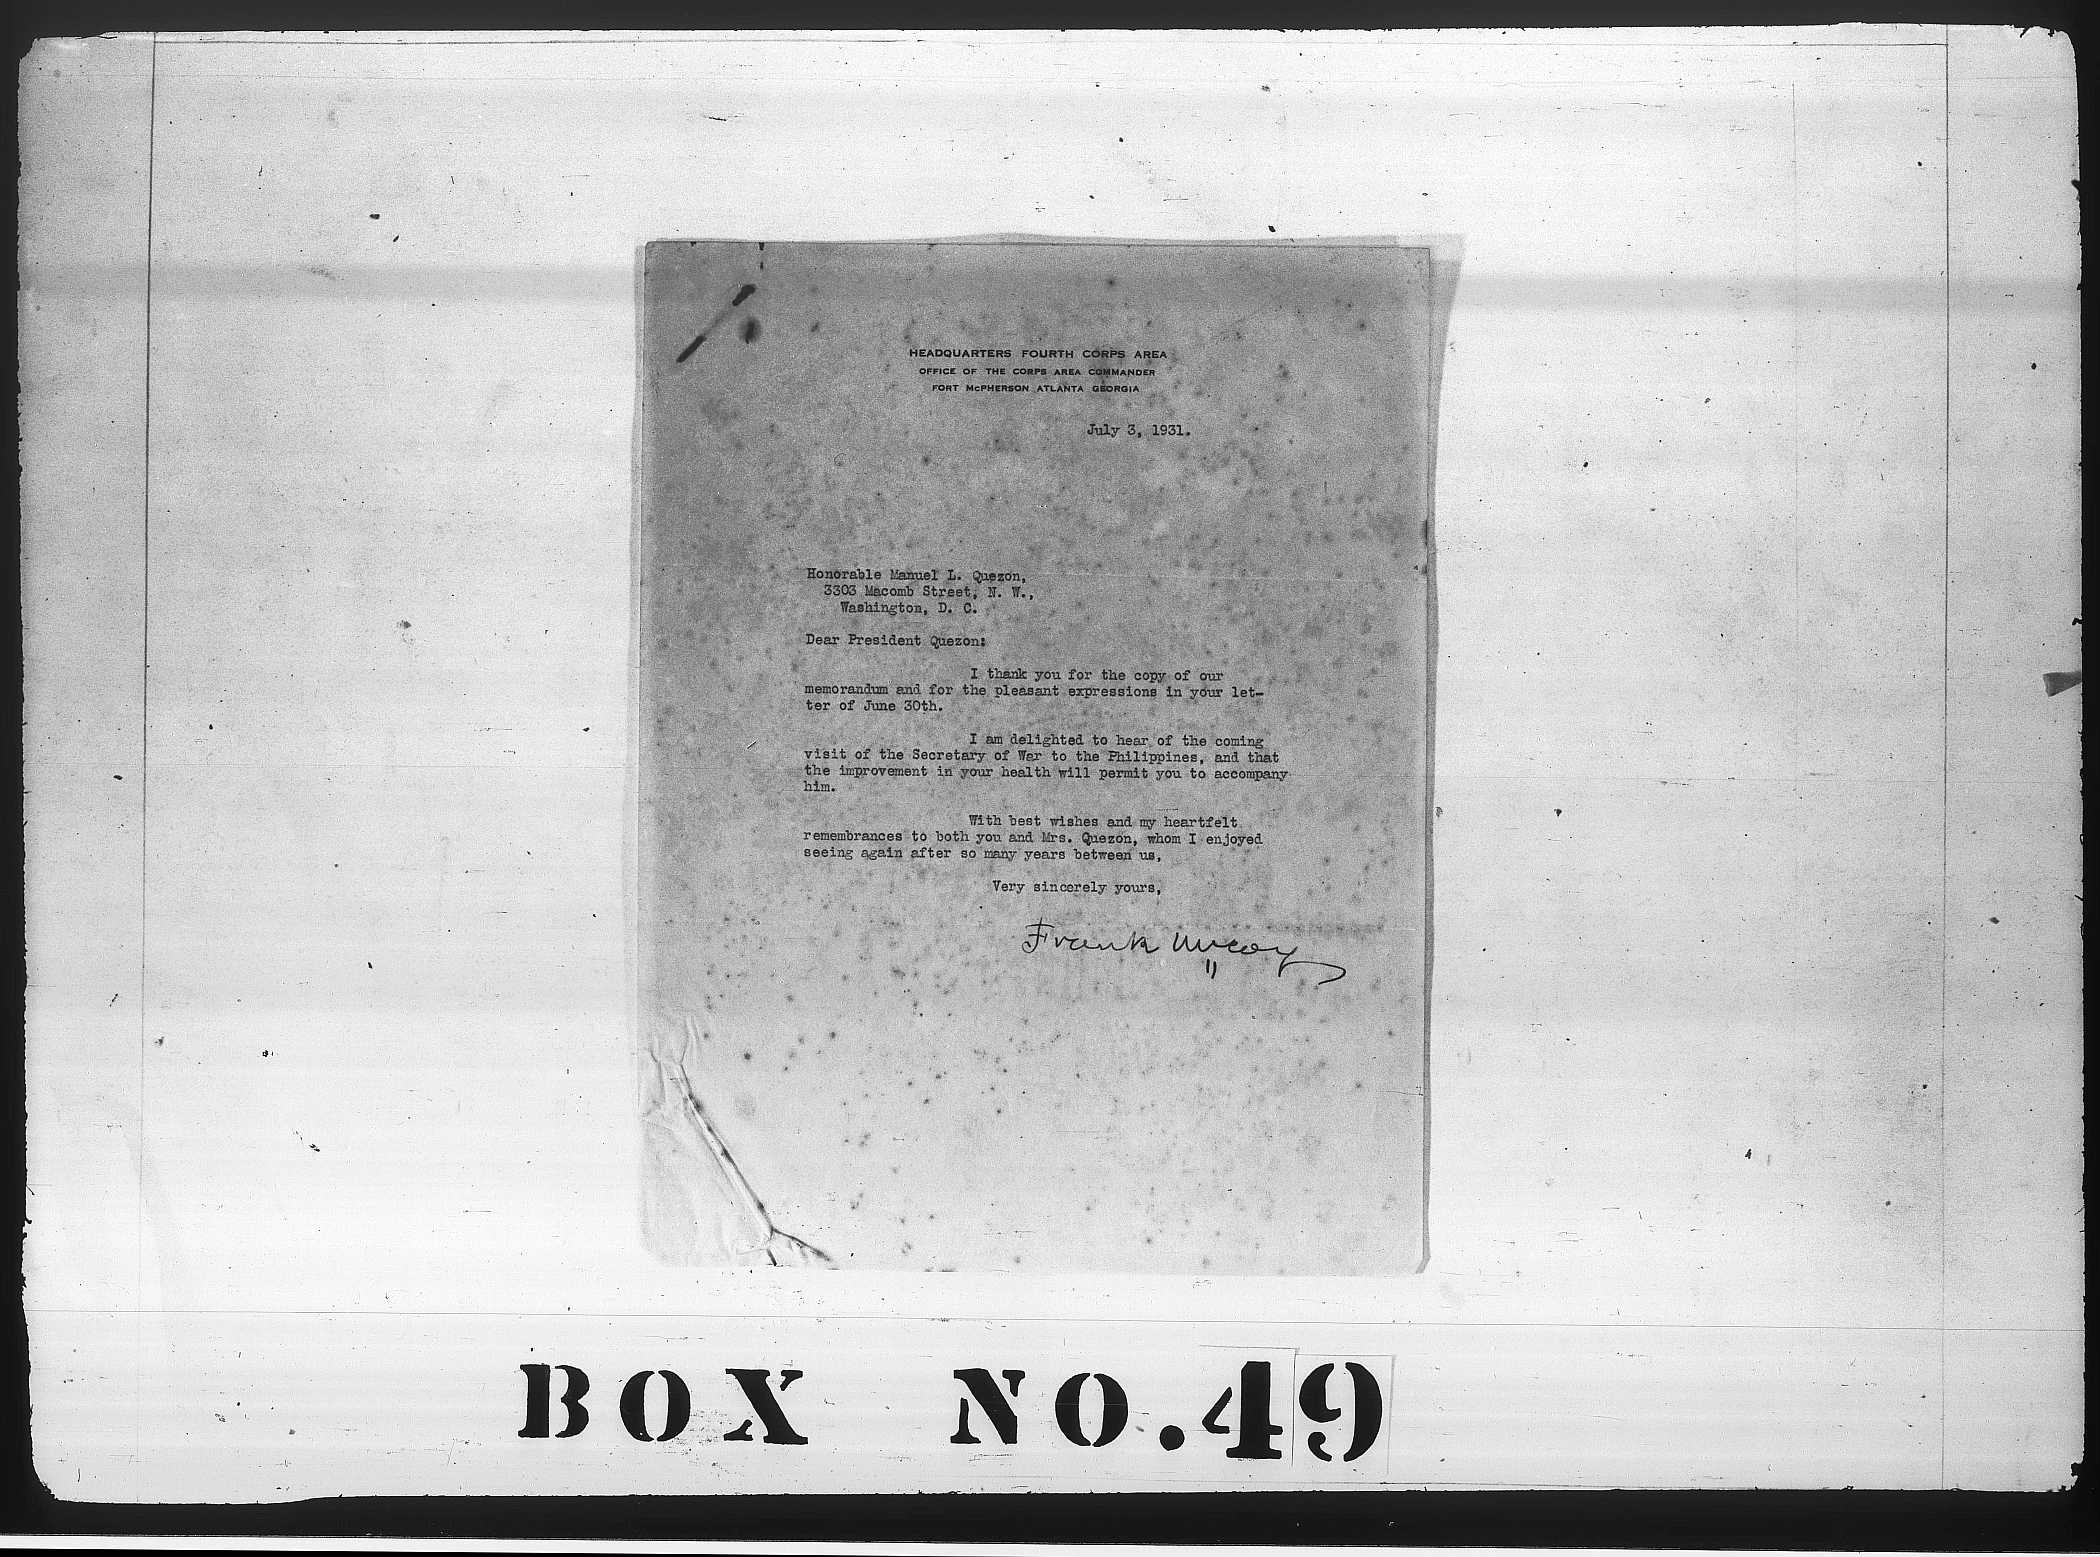 HEADQUARTERS FOURTH CORPS AREA
OFFICE OF THE CORPS AREA COMMANDER
FORT McPHERSON ATLANTA GEORGIA
July 3, 1931.
Honorable Manuel L. Quezon,
3303 Macomb Street, N. W.,
Washington, D. C.
Dear President Quezon:
I thank you for the copy of our
memorandum and for the pleasant expressions in your let-
ter of June 30th.
I am delighted to hear of the coming
visit of the Secretary of War to the Philippines, and that
the improvement in your health will permit you to accompany
him.
With best wishes and my heartfelt
remembrances to both you and Mrs. Quezon, whom I enjoyed
seeing again after so many years between us,
Very sincerely yours,
Frank McCoy
BOX NO. 49